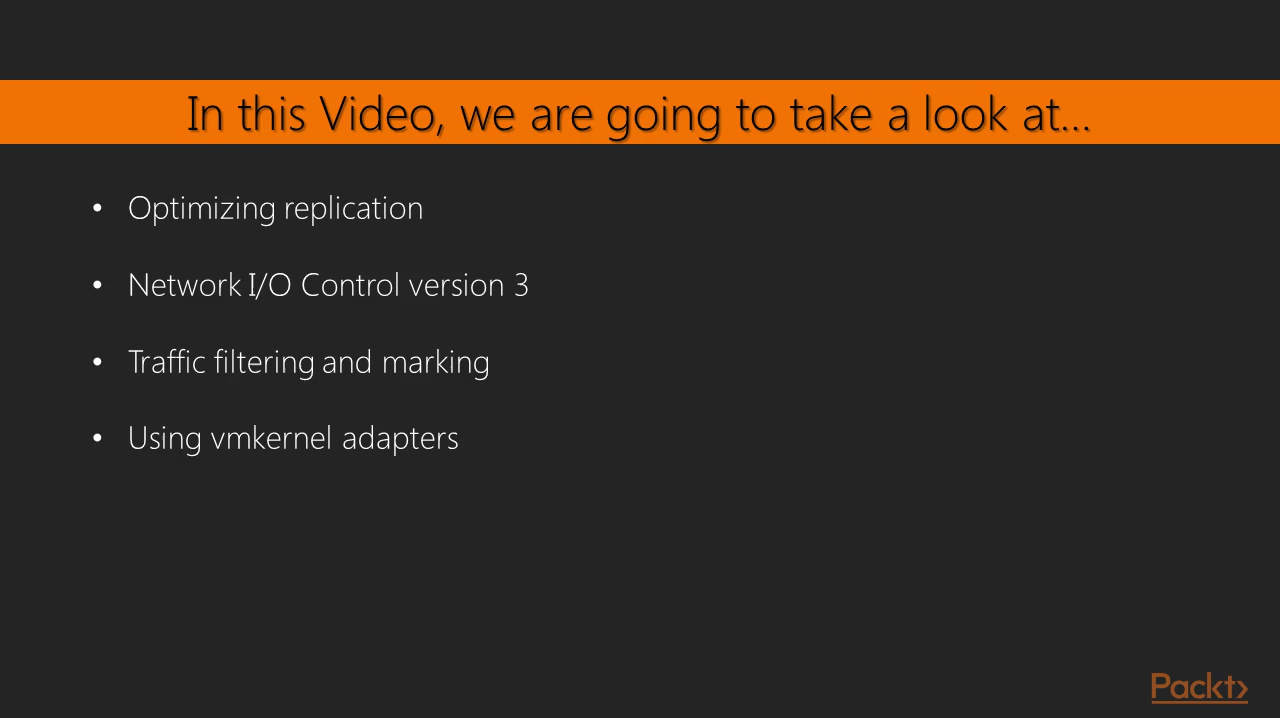 In this Video, we are going to take a look at...
• Optimizing replication
• Network I/O Control version 3
• Traffic filtering and marking
• Using vmkernel adapters
Packt>